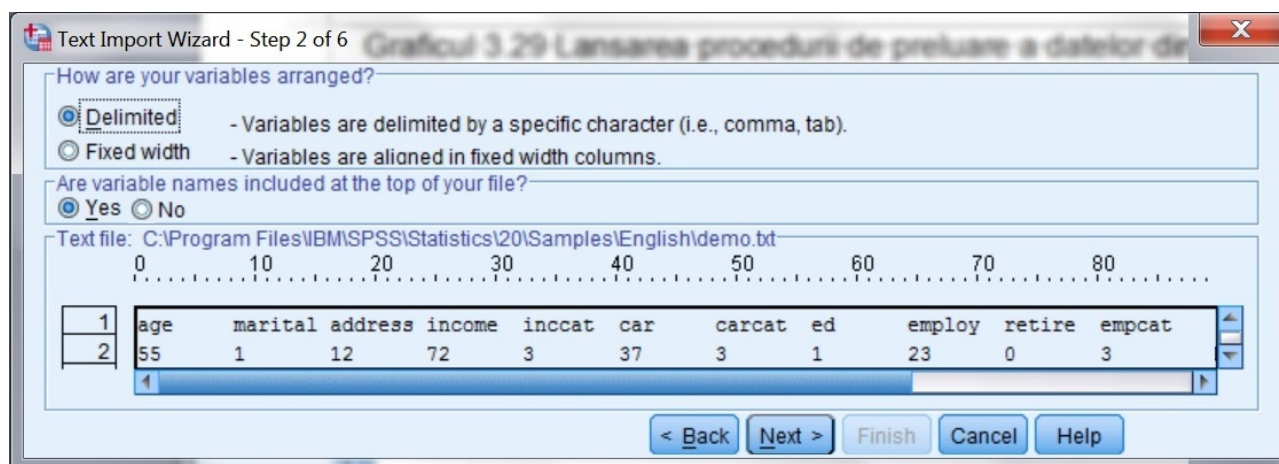 Text Import Wizard - Step 2 of 6
Graficul 3.29 Lansarea procedurii de preluare a datelor din
How are your variables arranged?
Delimited - Variables are delimited by a specific character (i.e., comma, tab).
Fixed width - Variables are aligned in fixed width columns.
Are variable names included at the top of your file?
Yes No
Text file: C:\Program Files\IBM\SPSS\Statistics\20\Samples\English\demo.txt
0 10 20 30 40 50 60 70 80
1 age marital address income inccat car carcat ed employ retire empcat
2 55 1 12 72 3 37 3 1 23 0 3
< Back Next > Finish Cancel Help